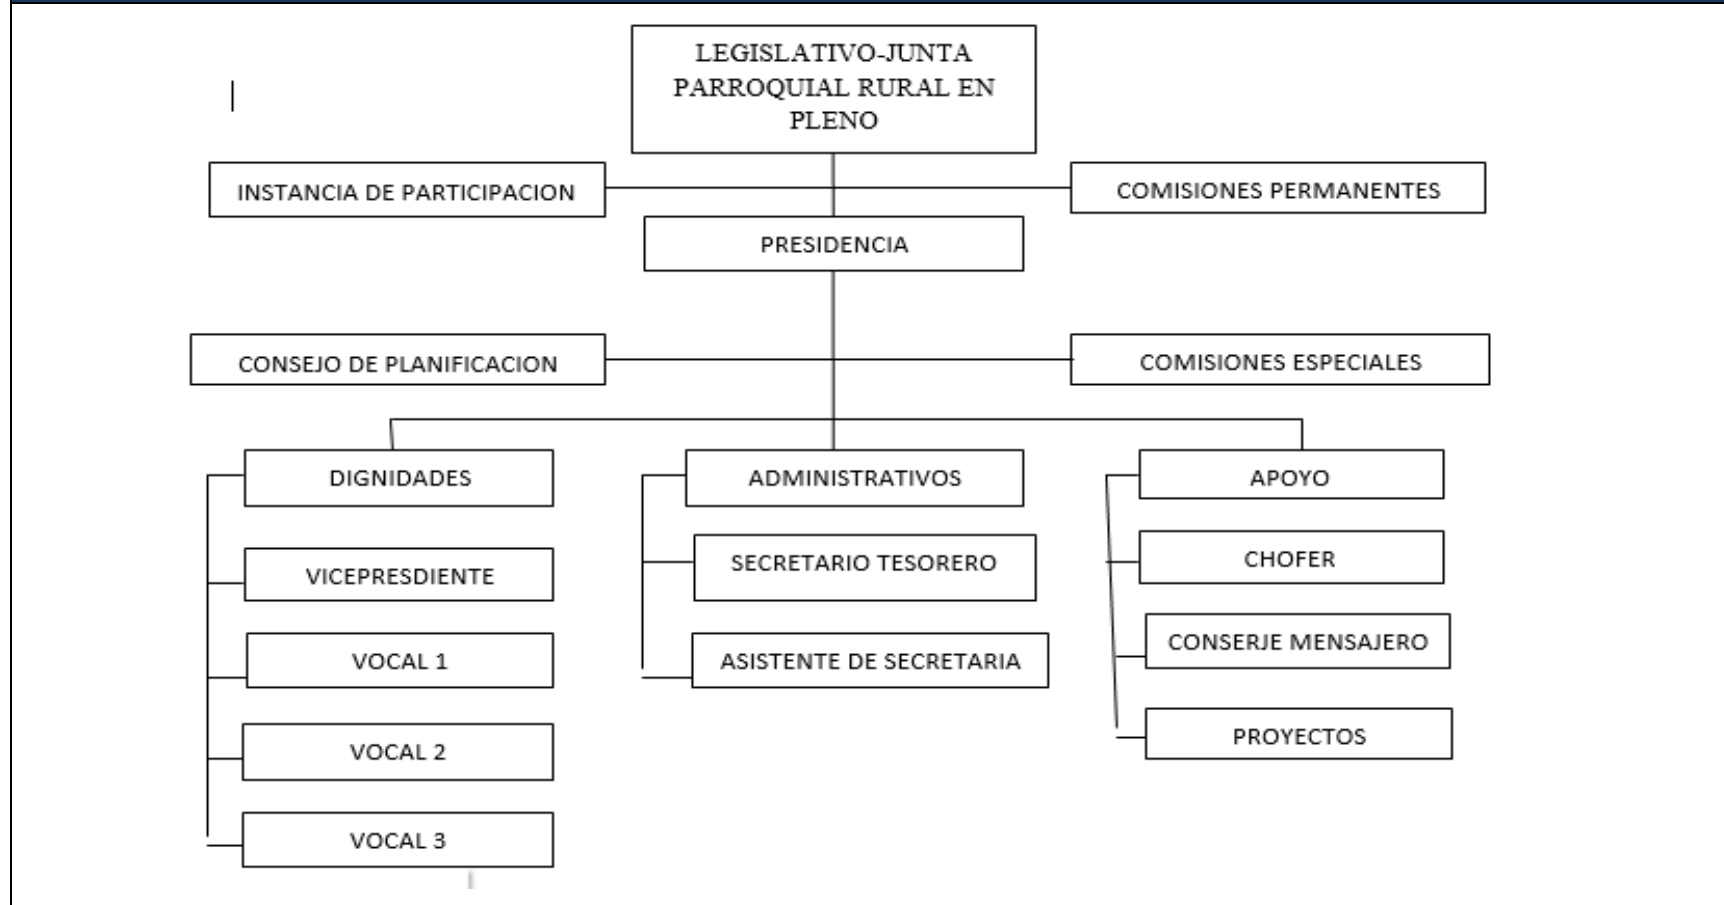 LEGISLATIVO-JUNTA
PARROQUIAL RURAL EN
PLENO
INSTANCIA DE PARTICIPACION
COMISIONES PERMANENTES
PRESIDENCIA
CONSEJO DE PLANIFICACION
COMISIONES ESPECIALES
DIGNIDADES
ADMINISTRATIVOS
APOYO
VICEPRESDIENTE
SECRETARIO TESORERO
CHOFER
VOCAL 1
ASISTENTE DE SECRETARIA
CONSERJE MENSAJERO
VOCAL 2
PROYECTOS
VOCAL 3